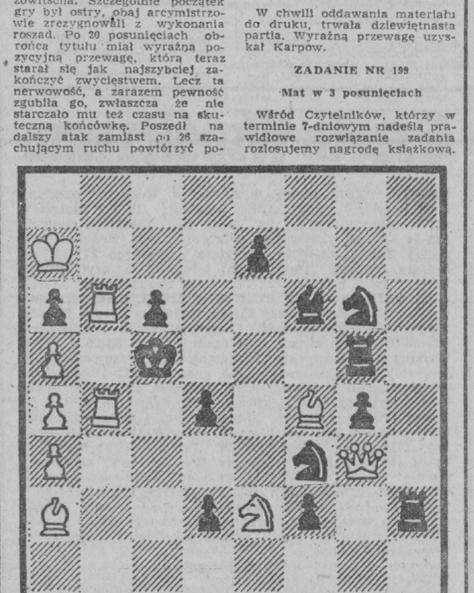 zowitscha. Szczególnie początek
gry był ostry, obaj arcymistrzo-
wie zrezygnowali z wykonania
roszad. Po 20 posunięciach ob-
rońca tytułu miał wyraźną po-
zycyjną przewagę, którą teraz
starał się jak najszybciej za-
kończyć zwycięstwem. Lecz ta
nerwowość, a zarazem pewność
zgubiła go, zwłaszcza że nie
starczało mu też czasu na sku-
teczną końcówkę. Poszedł na
dalszy atak zamiast po 26 sza-
chującym ruchu powtórzyć po-
W chwili oddawania materiału
do druku, trwała dziewiętnasta
partia. Wyraźną przewagę uzys-
kał Karpow.
ZADANIE NR 199
Mat w 3 posunięciach
Wśród Czytelników, którzy w
terminie 7-dniowym nadeślą pra-
widłowe rozwiązanie zadania
rozlosujemy nagrodę książkową.